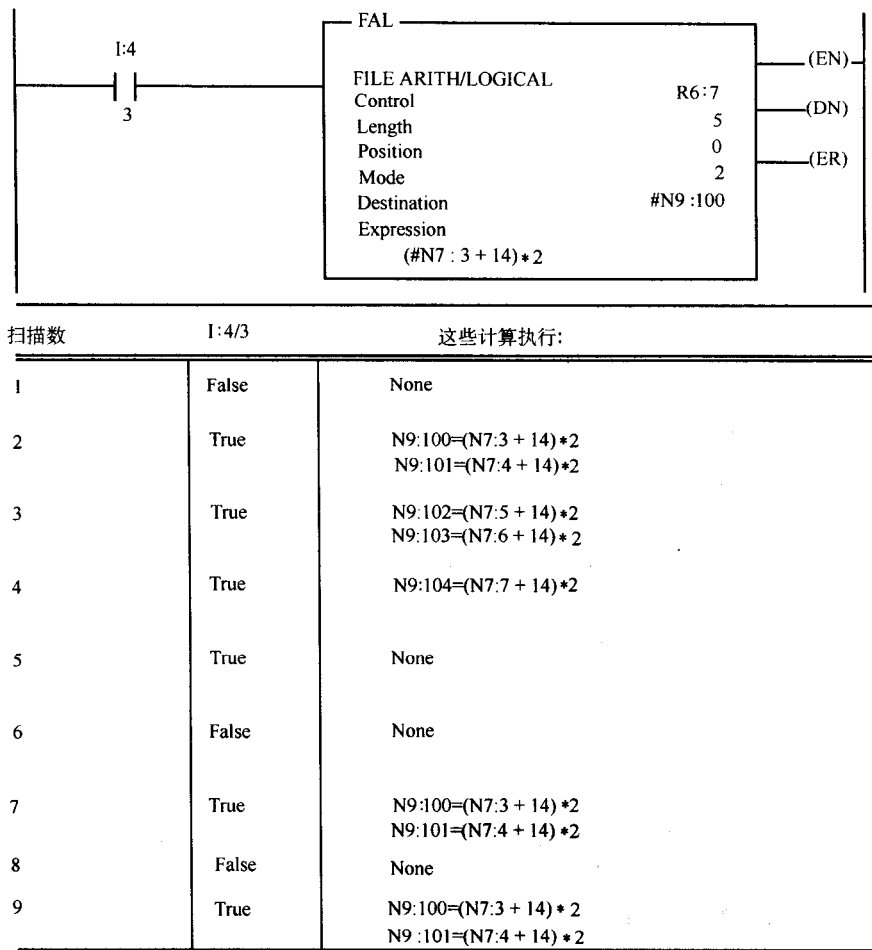 FAL
I:4
3
FILE ARITH/LOGICAL
Control R6:7
Length 5
Position 0
Mode 2
Destination #N9 :100
Expression
(#N7 : 3 + 14)*2
(EN)
(DN)
(ER)
扫描数 I:4/3 这些计算执行:
1 False None
2 True N9:100=(N7:3 + 14)*2
N9:101=(N7:4 + 14)*2
3 True N9:102=(N7:5 + 14)*2
N9:103=(N7:6 + 14)* 2
4 True N9:104=(N7:7 + 14)*2
5 True None
6 False None
7 True N9:100=(N7:3 + 14) *2
N9:101=(N7:4 + 14) *2
8 False None
9 True N9:100=(N7:3 + 14) * 2
N9 :101=(N7:4 + 14) * 2